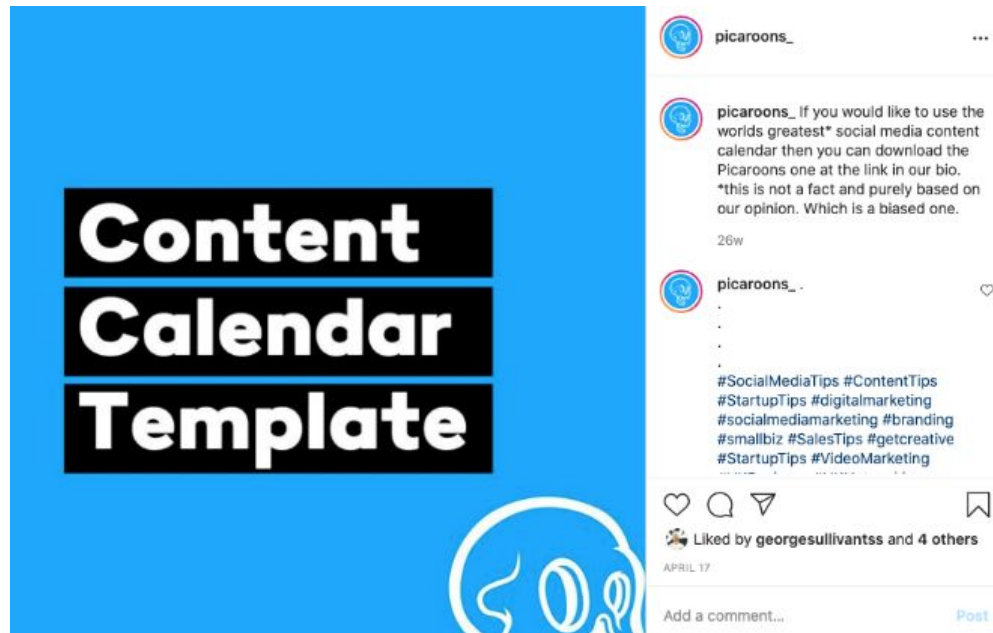 Content
Calendar
Template
picaroons_
picaroons_ If you would like to use the
worlds greatest* social media content
calendar then you can download the
Picaroons one at the link in our bio.
*this is not a fact and purely based on
our opinion. Which is a biased one.
26w
picaroons_ .
.
.
.
.
#SocialMediaTips #ContentTips
#StartupTips #digitalmarketing
#socialmediamarketing #branding
#smallbiz #SalesTips #getcreative
#StartupTips #VideoMarketing
Liked by georgesullivantss and 4 others
APRIL 17
Add a comment...
Post